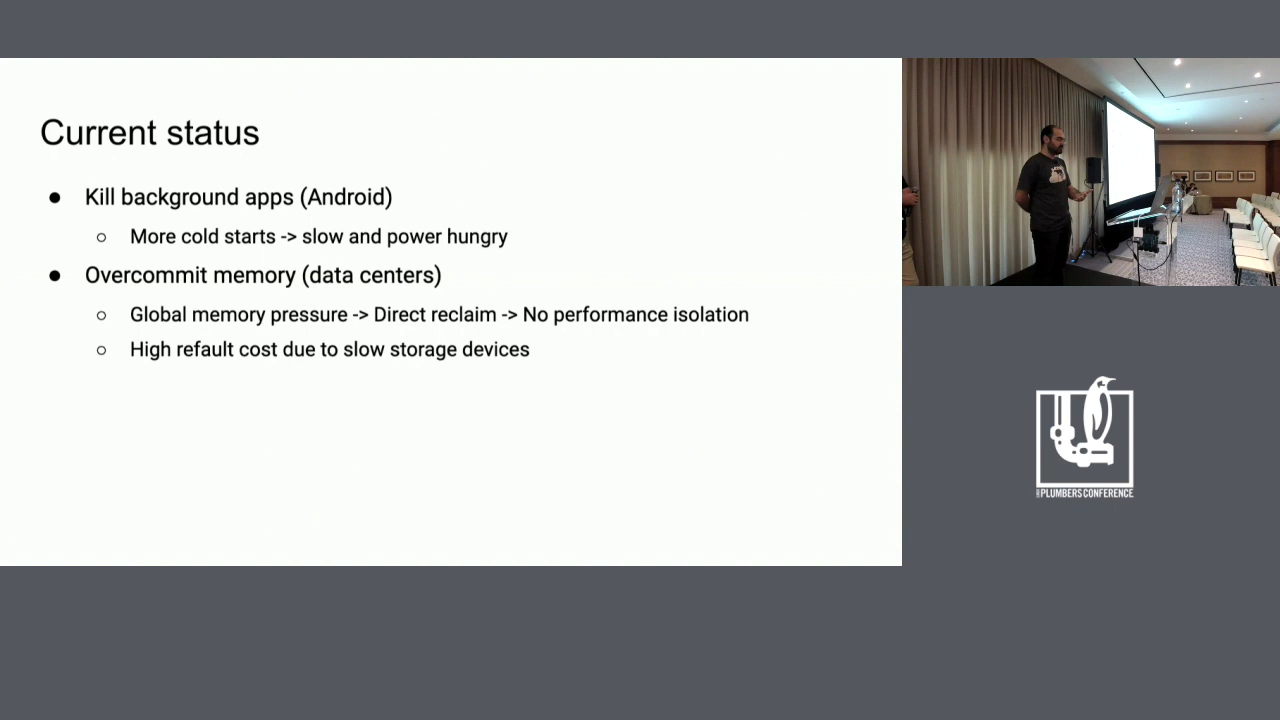 Current status
● Kill background apps (Android)
○ More cold starts -> slow and power hungry
● Overcommit memory (data centers)
○ Global memory pressure -> Direct reclaim -> No performance isolation
○ High refault cost due to slow storage devices
PLUMBERS CONFERENCE